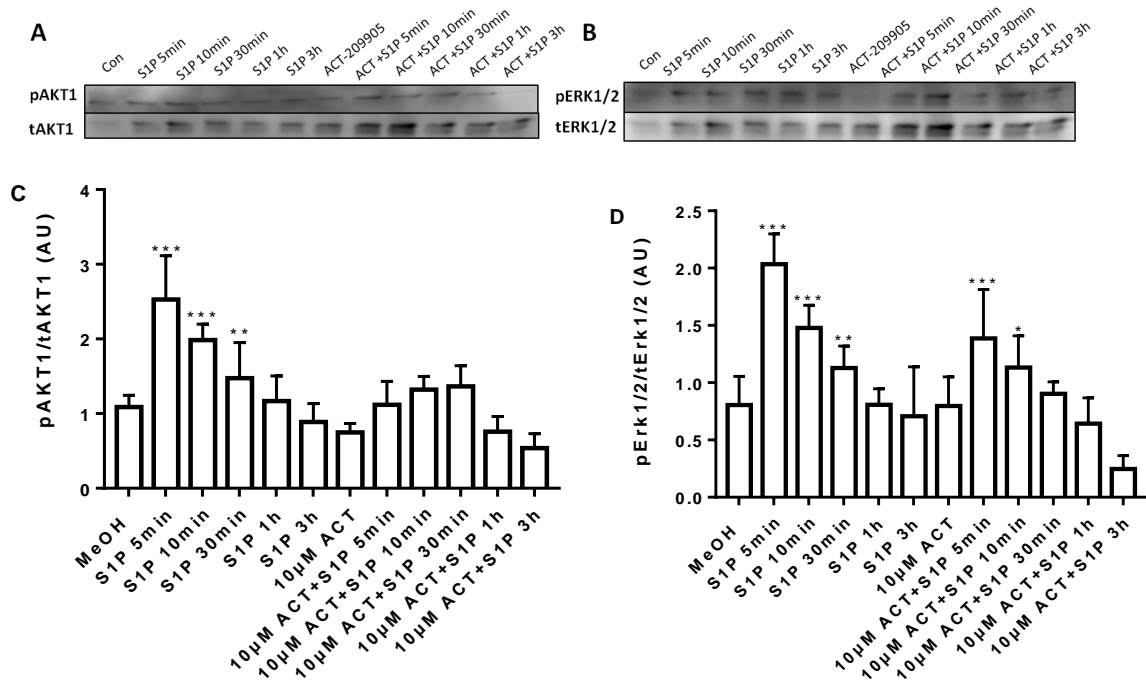 A
Con
S1P 5min
S1P 10min
S1P 30min
S1P 1h
S1P 3h
ACT-209905
ACT+S1P 5min
ACT +S1P 10min
ACT+S1P 30min
ACT +S1P 1h
ACT+S1P 3h
pAKT1
tAKT1
B
Con
S1P 5min
S1P 10min
S1P 30min
S1P 1h
S1P 3h
ACT-209905
ACT+S1P 5min
ACT +S1P 10min
ACT +S1P 30min
ACT +S1P 1h
ACT+S1P 3h
pERK1/2
tERK1/2
C
pAKT1/tAKT1 (AU)
4
3
2
1
0
***
***
**
MeOH
S1P 5min
S1P 10min
S1P 30min
S1P 1h
S1P 3h
10µM ACT
10µM ACT+S1P 5min
10µM ACT+S1P 10min
10µM ACT+S1P 30min
10µM ACT+S1P 1h
10µM ACT+S1P 3h
D
pErk1/2/tErk1/2 (AU)
2.5
2.0
1.5
1.0
0.5
0.0
***
***
**
***
*
MeOH
S1P 5min
S1P 10min
S1P 30min
S1P 1h
S1P 3h
10µM ACT
10µM ACT+S1P 5min
10µM ACT+S1P 10min
10µM ACT+S1P 30min
10µM ACT+S1P 1h
10µM ACT+S1P 3h